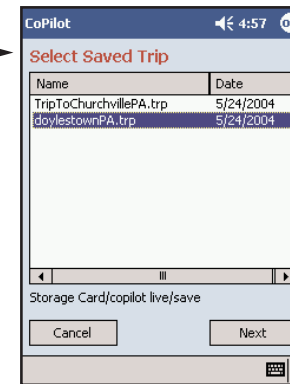 CoPilot 4:57
Select Saved Trip
Name Date
TripToChurchvillePA.trp 5/24/2004
doylestownPA.trp 5/24/2004
Storage Card/copilot live/save
Cancel Next